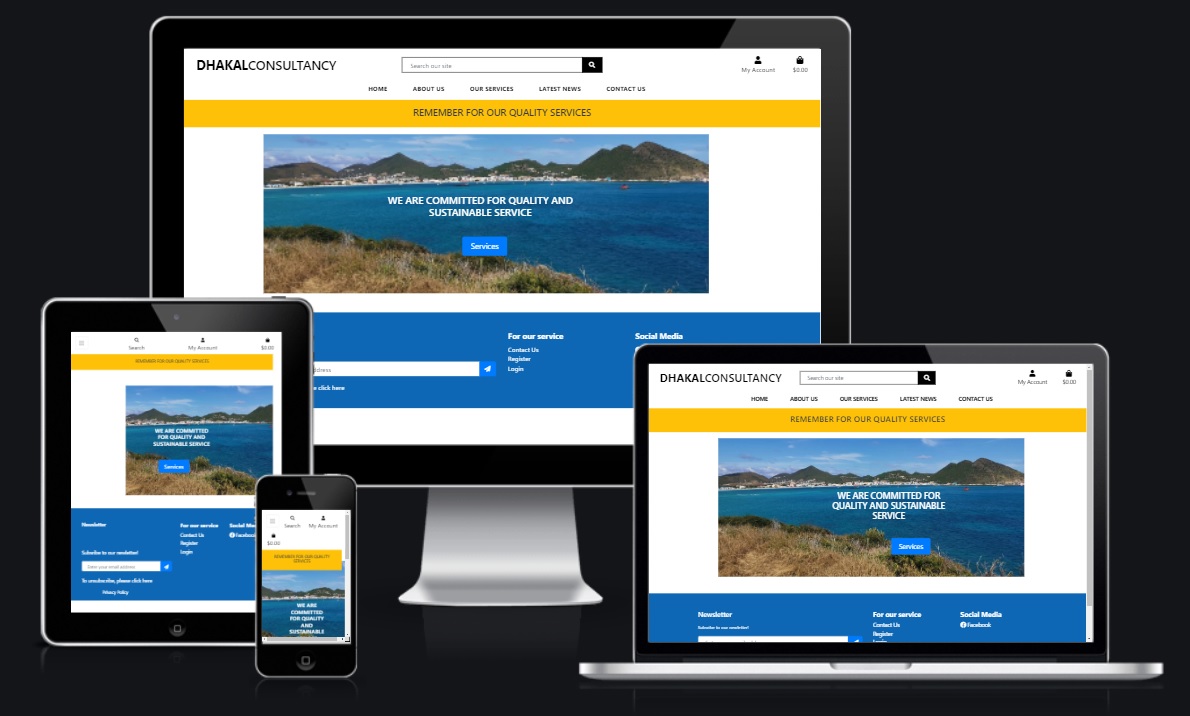 DHAKALCONSULTANCY
Search our site
My Account
$0.00
HOME ABOUT US OUR SERVICES LATEST NEWS CONTACT US
REMEMBER FOR OUR QUALITY SERVICES
WE ARE COMMITTED FOR QUALITY AND
SUSTAINABLE SERVICE
Services
For our service
Contact Us
Register
Login
Social Media
click here
Search
My Account
$0.00
REMEMBER FOR OUR QUALITY SERVICES
WE ARE COMMITTED
FOR QUALITY AND
SUSTAINABLE SERVICE
Services
Newsletter
Subscribe to our newsletter!
Enter your email address
To unsubscribe, please click here
Privacy Policy
For our service
Contact Us
Register
Login
Social
Facebook
Search
My Account
$0.00
REMEMBER FOR OUR QUALITY
SERVICES
WE ARE
COMMITTED
FOR QUALITY
AND
SUSTAINABLE
DHAKALCONSULTANCY
Search our site
My Account
$0.00
HOME ABOUT US OUR SERVICES LATEST NEWS CONTACT US
REMEMBER FOR OUR QUALITY SERVICES
WE ARE COMMITTED FOR
QUALITY AND SUSTAINABLE
SERVICE
Services
Newsletter
Subscribe to our newsletter!
For our service
Contact Us
Register
Social Media
Facebook